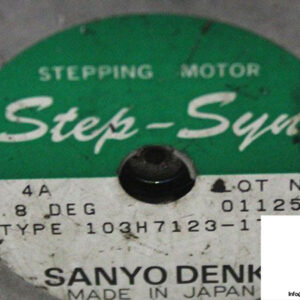 STEPPING MOTOR
Step-Syn
4A LOT N
8 DEG 01125
TYPE 103H7123-1
SANYO DENK
MADE IN JAPAN